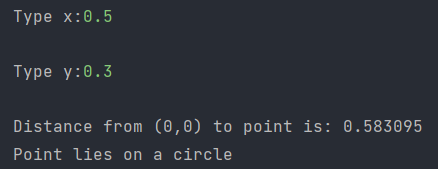 Type x:0.5
Type y:0.3
Distance from (0,0) to point is: 0.583095
Point lies on a circle